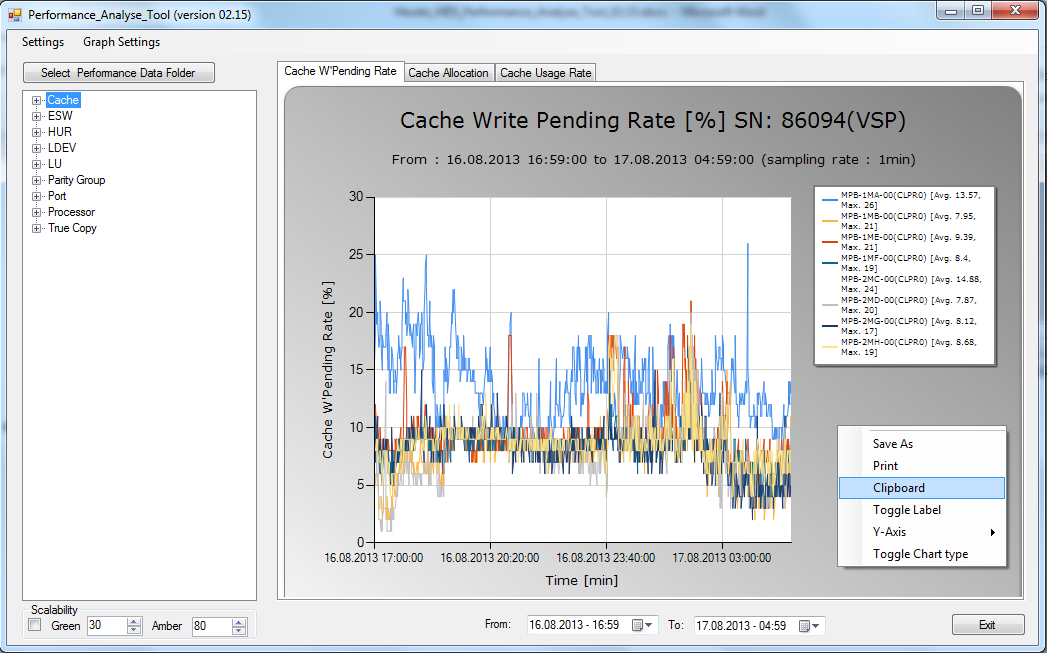 Performance_Analyse_Tool (version 02.15)
Settings Graph Settings
Select Performance Data Folder
Cache
ESW
HUR
LDEV
LU
Parity Group
Port
Processor
True Copy
Scalability
Green 30 Amber 80
Cache W'Pending Rate Cache Allocation Cache Usage Rate
Cache Write Pending Rate [%] SN: 86094(VSP)
From : 16.08.2013 16:59:00 to 17.08.2013 04:59:00 (sampling rate : 1min)
Cache W'Pending Rate [%]
30
25
20
15
10
5
0
16.08.2013 17:00:00 16.08.2013 20:20:00 16.08.2013 23:40:00 17.08.2013 03:00:00
Time [min]
MPB-1MA-00(CLPR0) [Avg. 13.57,
Max. 26]
MPB-1MB-00(CLPR0) [Avg. 7.95,
Max. 21]
MPB-1ME-00(CLPR0) [Avg. 9.39,
Max. 21]
MPB-1MF-00(CLPR0) [Avg. 8.4,
Max. 19]
MPB-2MC-00(CLPR0) [Avg. 14.88,
Max. 24]
MPB-2MD-00(CLPR0) [Avg. 7.87,
Max. 20]
MPB-2MG-00(CLPR0) [Avg. 8.12,
Max. 17]
MPB-2MH-00(CLPR0) [Avg. 8.68,
Max. 19]
Save As
Print
Clipboard
Toggle Label
Y-Axis
Toggle Chart type
From: 16.08.2013 - 16:59 To: 17.08.2013 - 04:59
Exit